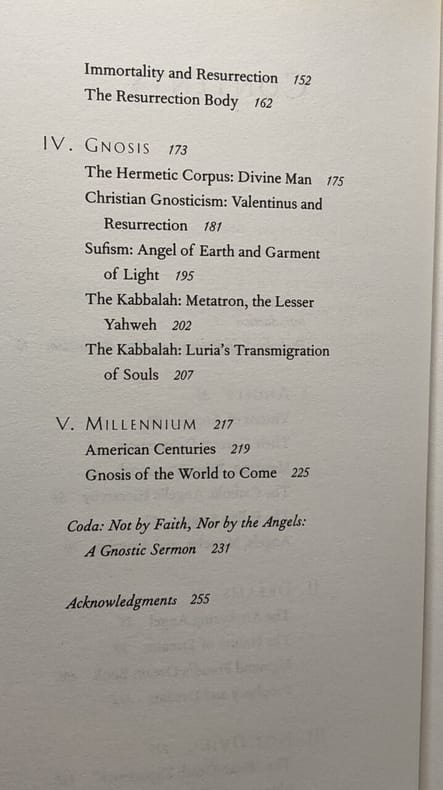 Immortality and Resurrection 152
The Resurrection Body 162
IV. GNOSIS 173
The Hermetic Corpus: Divine Man 175
Christian Gnosticism: Valentinus and
Resurrection 181
Sufism: Angel of Earth and Garment
of Light 195
The Kabbalah: Metatron, the Lesser
Yahweh 202
The Kabbalah: Luria's Transmigration
of Souls 207
V. MILLENNIUM 217
American Centuries 219
Gnosis of the World to Come 225
Coda: Not by Faith, Nor by the Angels:
A Gnostic Sermon 231
Acknowledgments 255